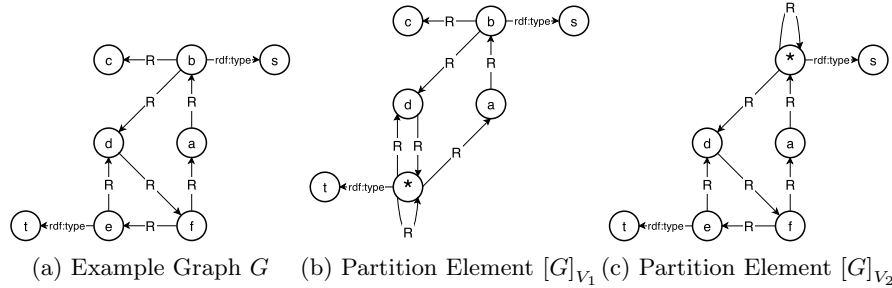 R
c R b rdf:type s
R R
d a
R R R
t rdf:type e R f
c R b rdf:type s
R R
d a
R R R
t rdf:type *
R
R
* rdf:type s
R R
d a
R R R
t rdf:type e R f
(a) Example Graph G (b) Partition Element [G]V1 (c) Partition Element [G]V2